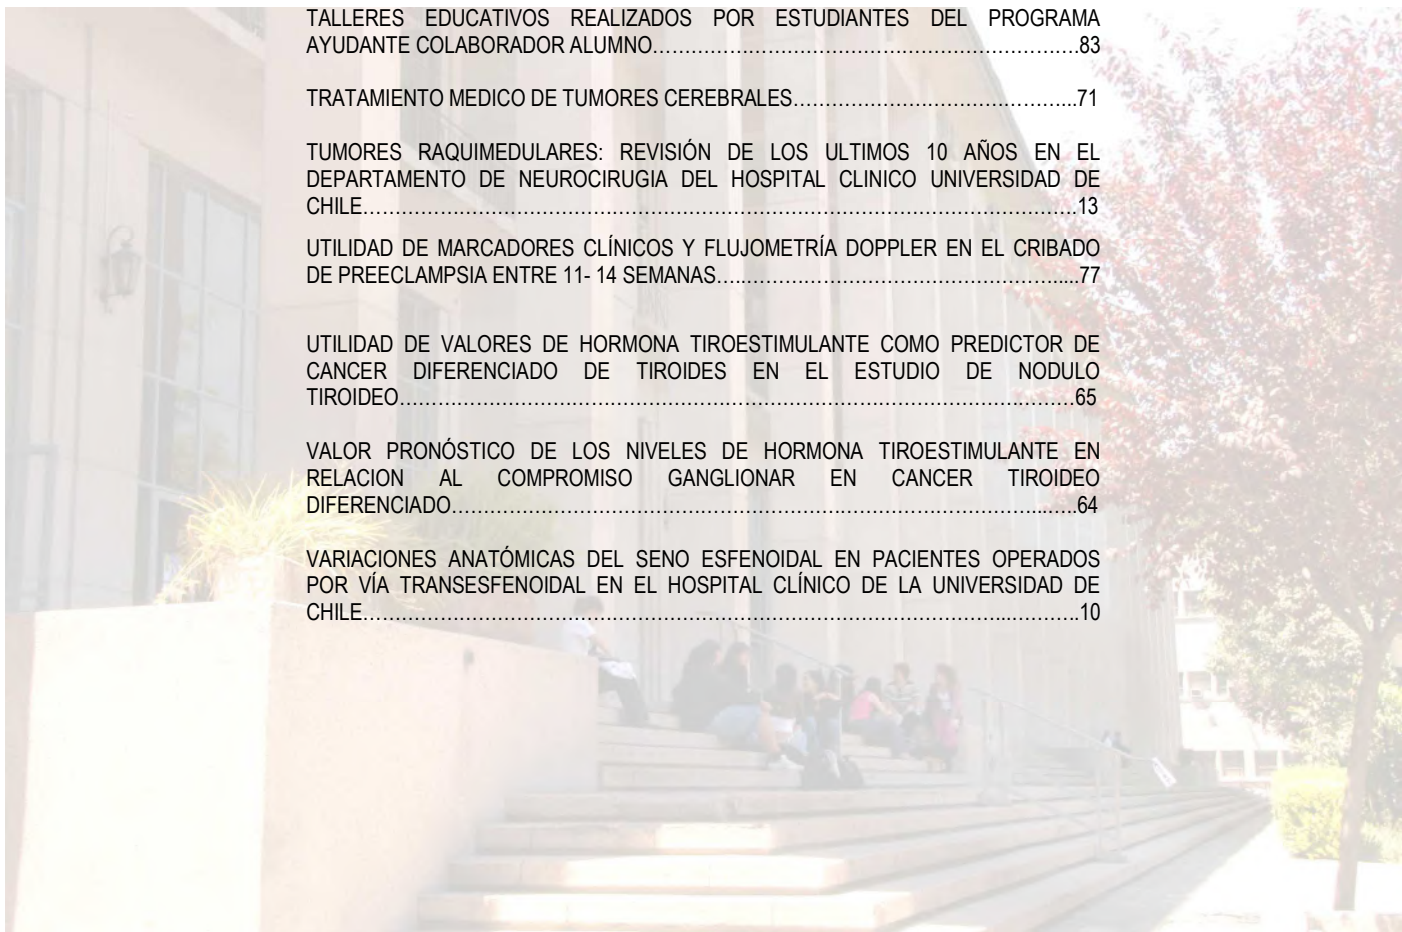 TALLERES EDUCATIVOS REALIZADOS POR ESTUDIANTES DEL PROGRAMA
AYUDANTE COLABORADOR ALUMNO……………………………………………………………83
TRATAMIENTO MEDICO DE TUMORES CEREBRALES……………………………………...71
TUMORES RAQUIMEDULARES: REVISIÓN DE LOS ULTIMOS 10 AÑOS EN EL
DEPARTAMENTO DE NEUROCIRUGIA DEL HOSPITAL CLINICO UNIVERSIDAD DE
CHILE……………………………………………………………………………………………….13
UTILIDAD DE MARCADORES CLÍNICOS Y FLUJOMETRÍA DOPPLER EN EL CRIBADO
DE PREECLAMPSIA ENTRE 11- 14 SEMANAS…..……………………………………….....77
UTILIDAD DE VALORES DE HORMONA TIROESTIMULANTE COMO PREDICTOR DE
CANCER DIFERENCIADO DE TIROIDES EN EL ESTUDIO DE NODULO
TIROIDEO……………………………………………………………………………………………65
VALOR PRONÓSTICO DE LOS NIVELES DE HORMONA TIROESTIMULANTE EN
RELACION AL COMPROMISO GANGLIONAR EN CANCER TIROIDEO
DIFERENCIADO………………………………………………………………………………...…..64
VARIACIONES ANATÓMICAS DEL SENO ESFENOIDAL EN PACIENTES OPERADOS
POR VÍA TRANSESFENOIDAL EN EL HOSPITAL CLÍNICO DE LA UNIVERSIDAD DE
CHILE……………………………………………………………………………………...……….10